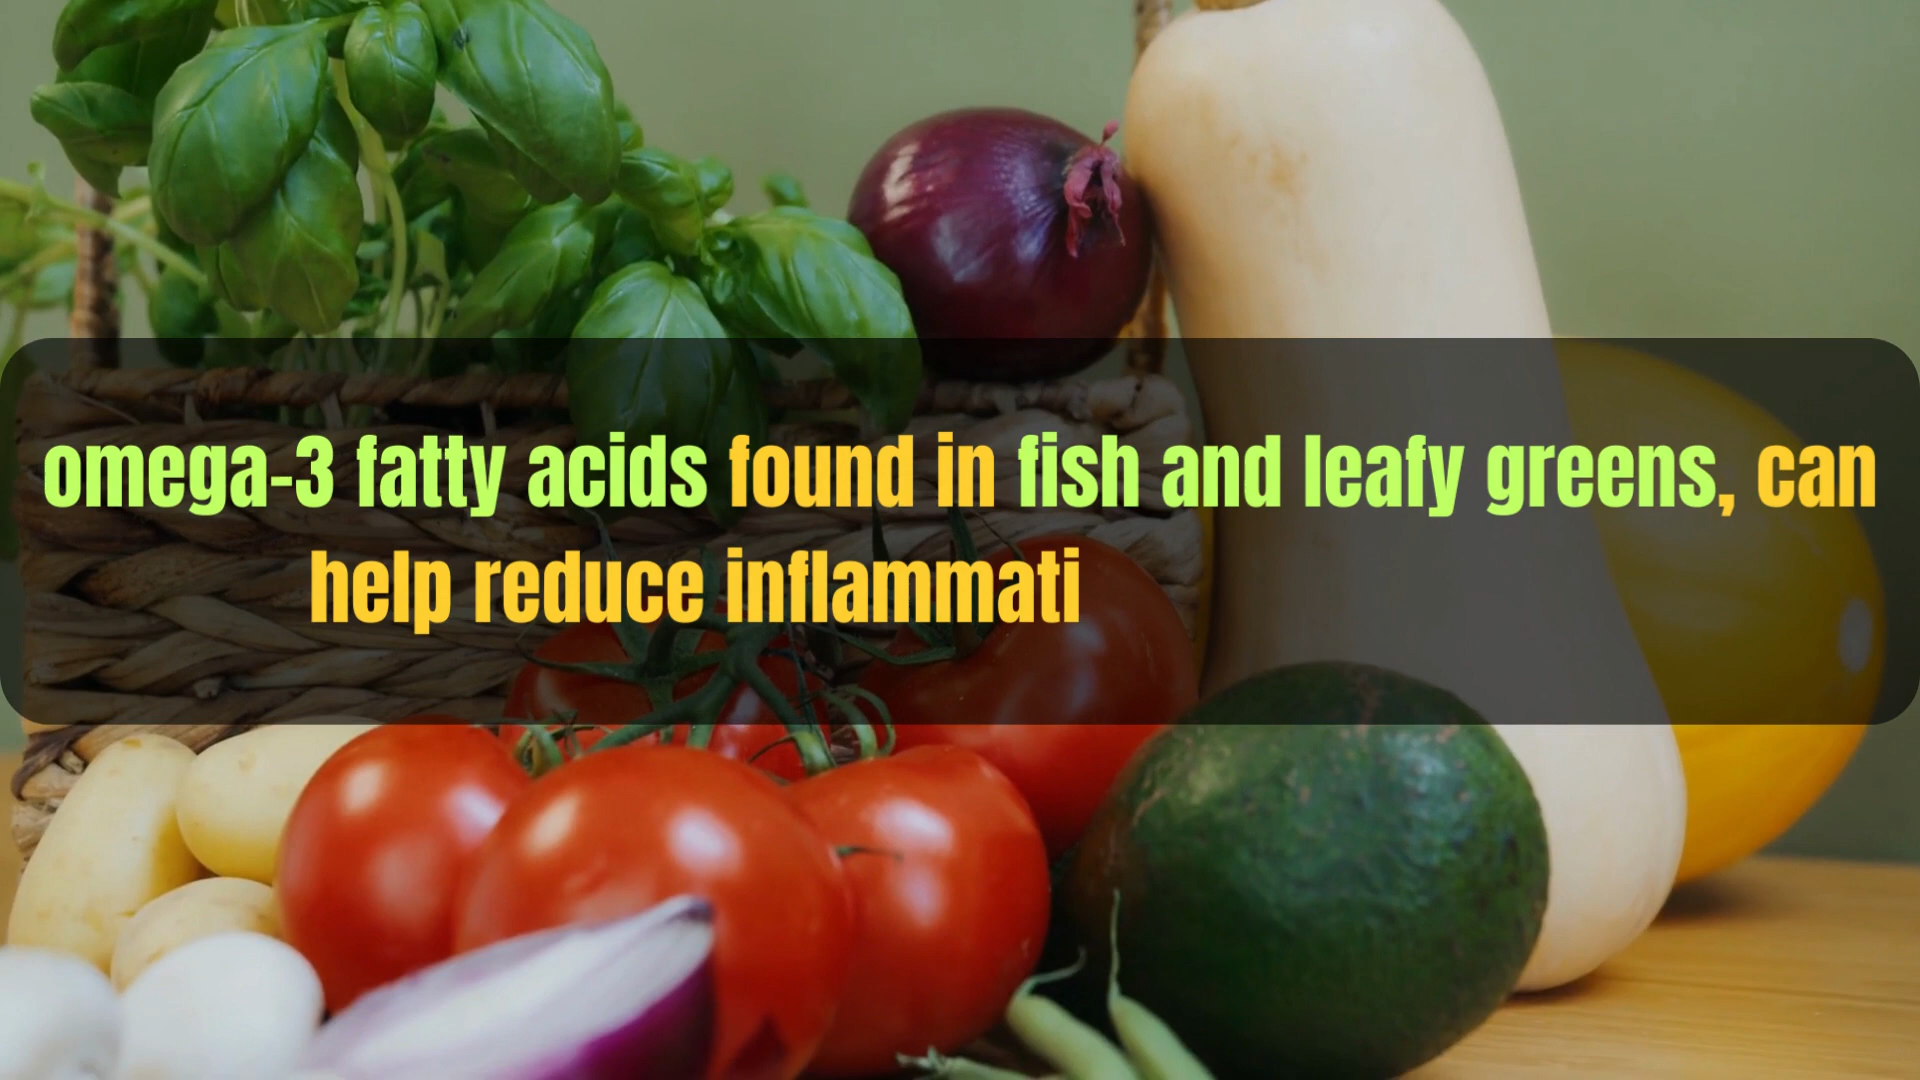 omega-3 fatty acids found in fish and leafy greens, can
help reduce inflammati